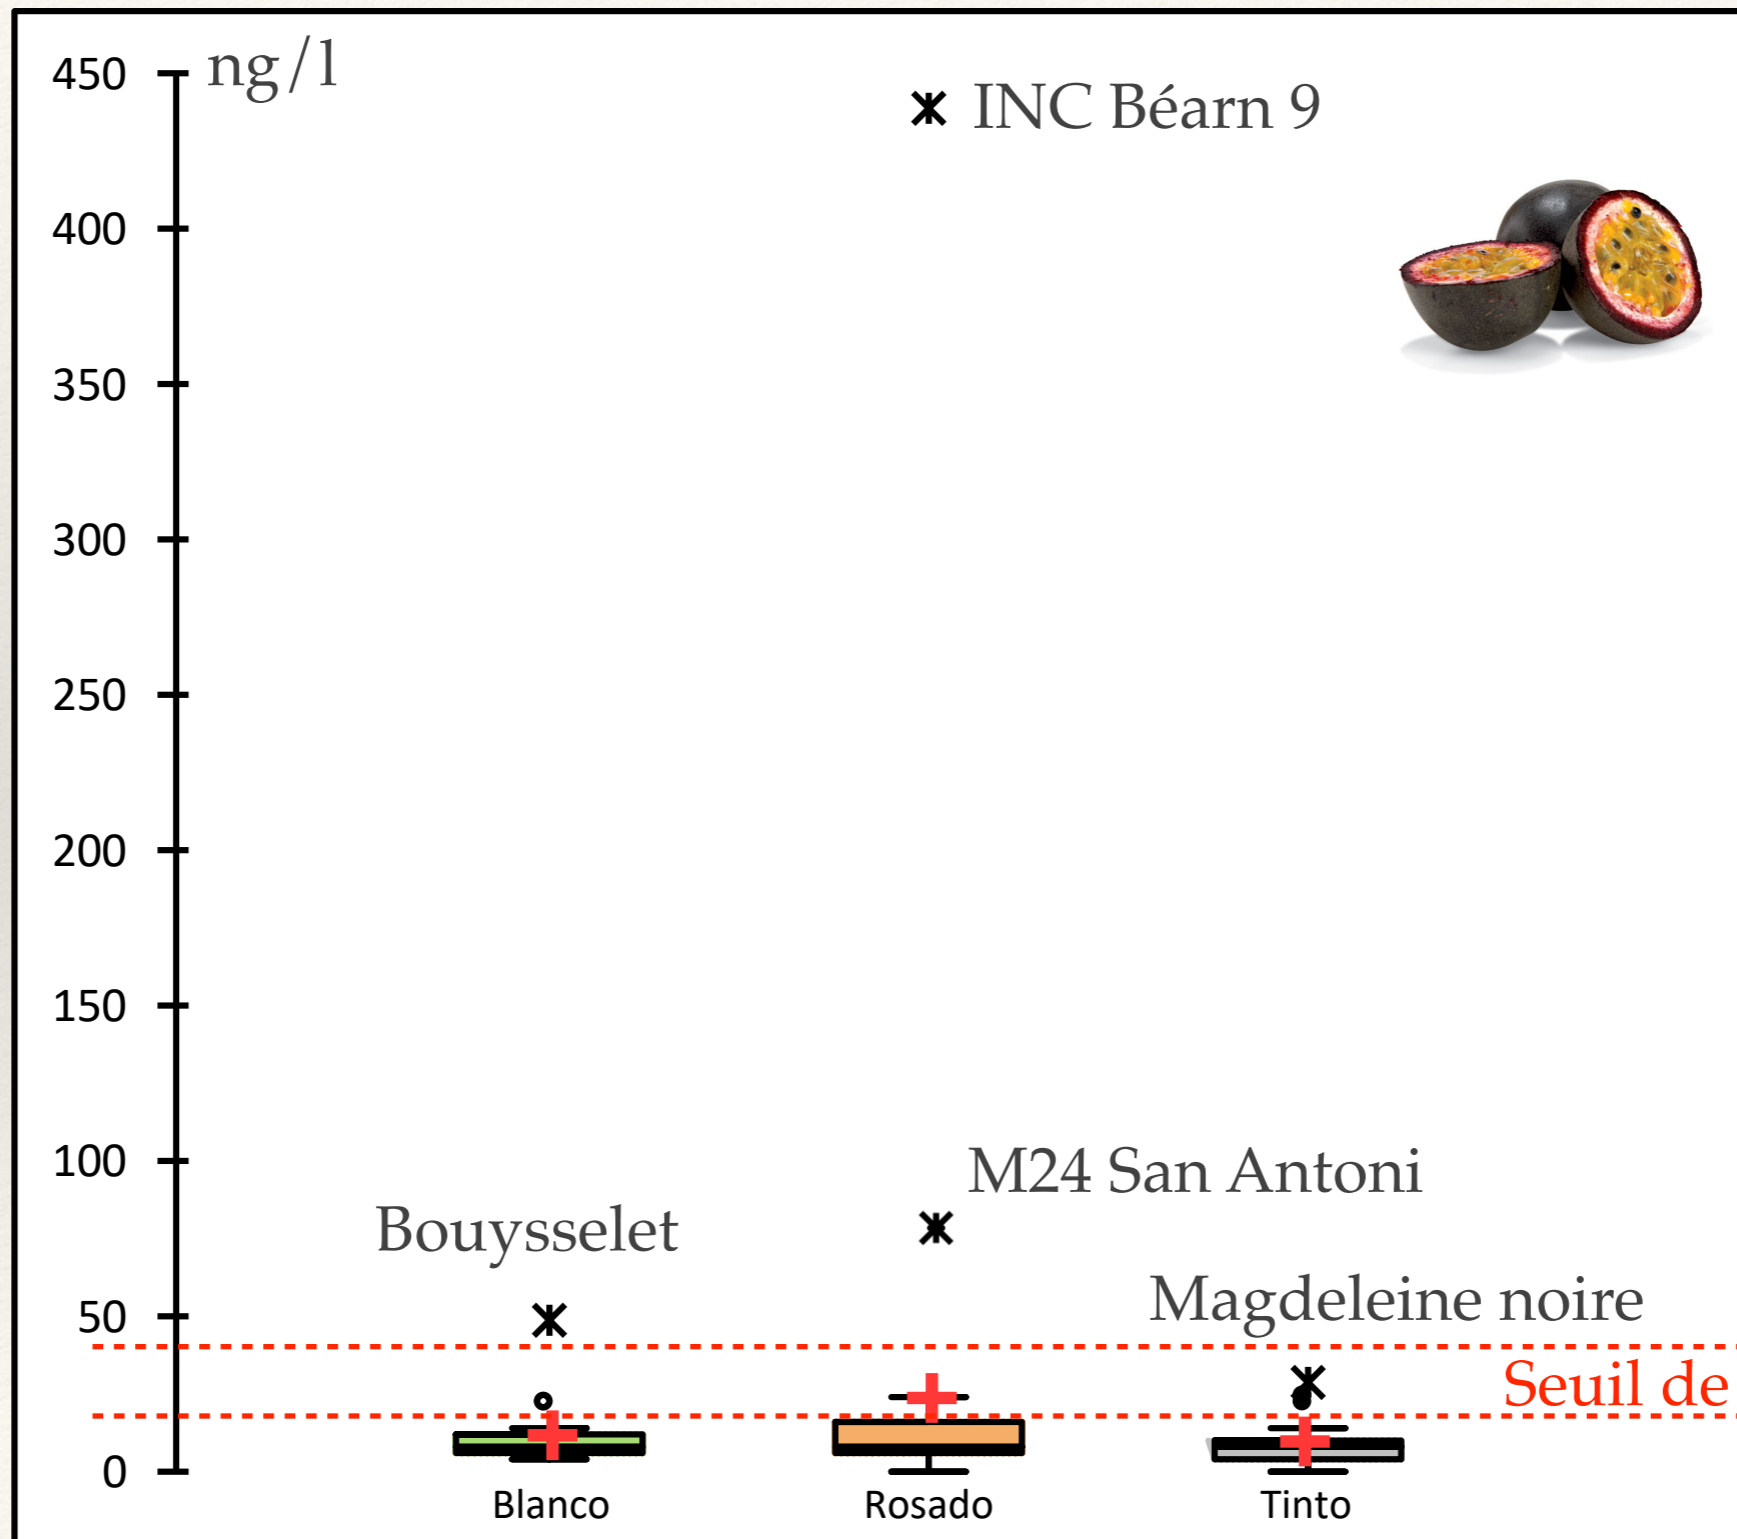 ng/l
450
400
350
300
250
200
150
100
50
0
INC Béarn 9
M24 San Antoni
Bouysselet
Magdeleine noire
Seuil de
Blanco
Rosado
Tinto